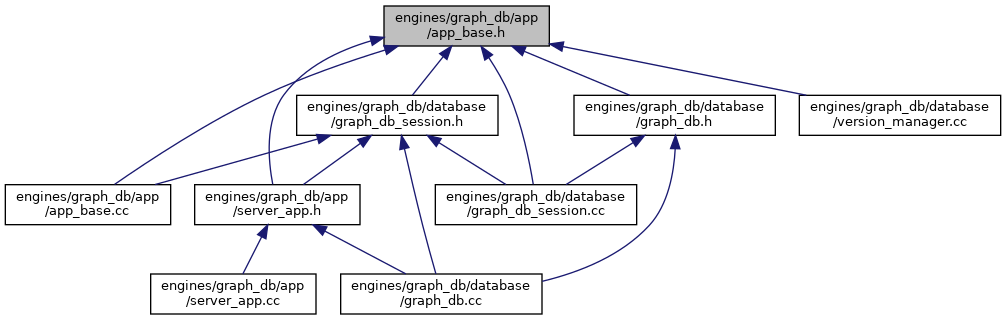 engines/graph_db/app
/app_base.h
engines/graph_db/database
/graph_db_session.h
engines/graph_db/database
/graph_db.h
engines/graph_db/database
/version_manager.cc
engines/graph_db/app
/app_base.cc
engines/graph_db/app
/server_app.h
engines/graph_db/database
/graph_db_session.cc
engines/graph_db/app
/server_app.cc
engines/graph_db/database
/graph_db.cc